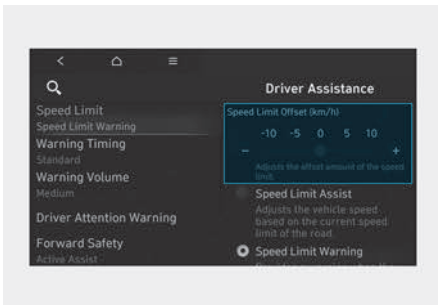 Driver Assistance
Speed Limit
Speed Limit Warning
Warning Timing
Standard
Warning Volume
Medium
Driver Attention Warning
Forward Safety
Active Assist
Speed Limit Offset (km/h)
-10 -5 0 5 10
− +
Adjusts the offset amount of the speed
limit.
Speed Limit Assist
Adjusts the vehicle speed
based on the current speed
limit of the road.
Speed Limit Warning